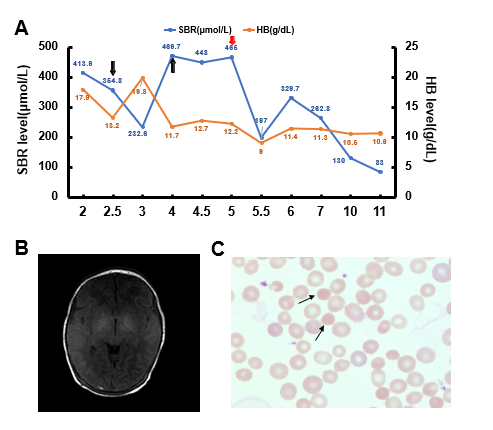 A
SBR(μmol/L) HB(g/dL)
SBR level(μmol/L)
HB level(g/dL)
500 25
400 20
300 15
200 10
100 5
0 0
413.9 354.8 232.6 468.7 448 465 197 329.7 262.8 130 83
17.9 13.2 19.8 11.7 12.7 12.2 9 11.4 11.3 10.5 10.6
2 2.5 3 4 4.5 5 5.5 6 7 10 11
B C